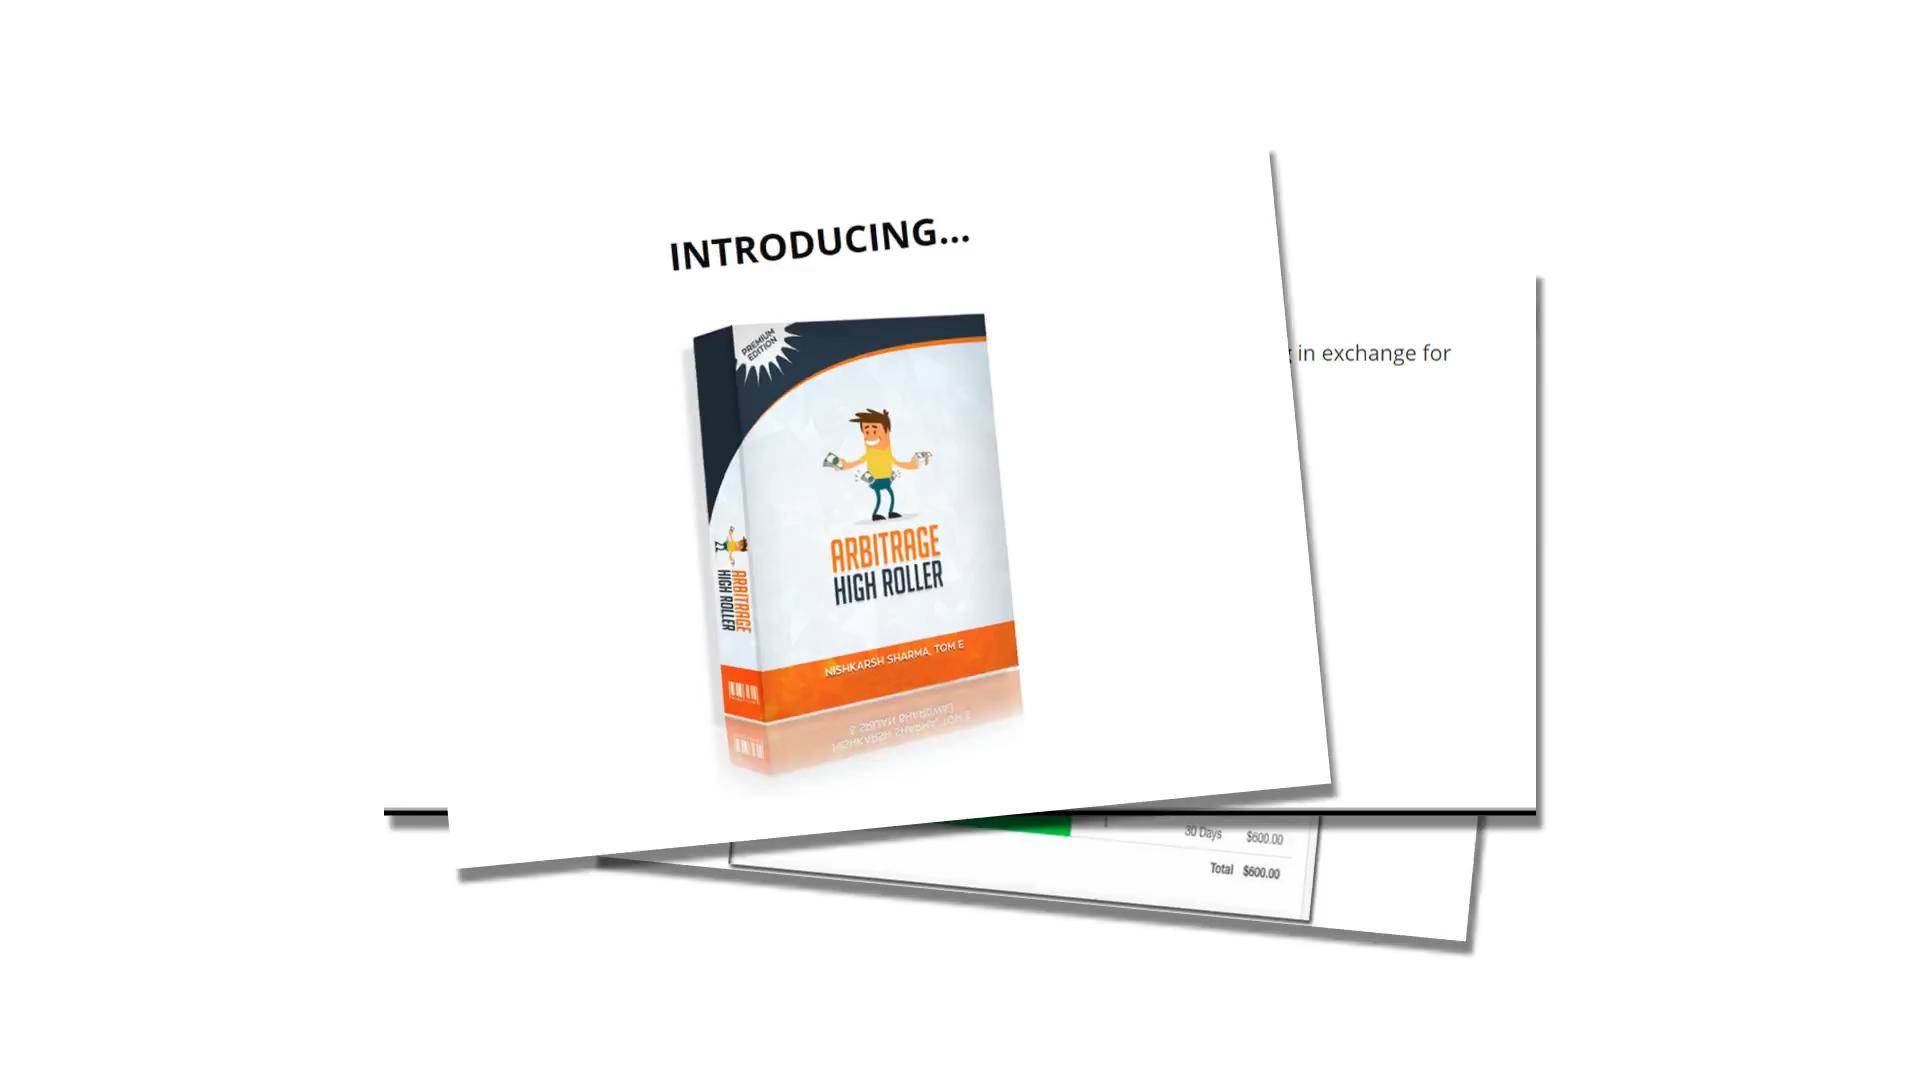 INTRODUCING...
in exchange for
PREMIUM
EDITION
ARBITRAGE
HIGH ROLLER
ARBITRAGE
HIGH ROLLER
NISHKARSH SHARMA, TOM E
30 Days $600.00
Total $600.00